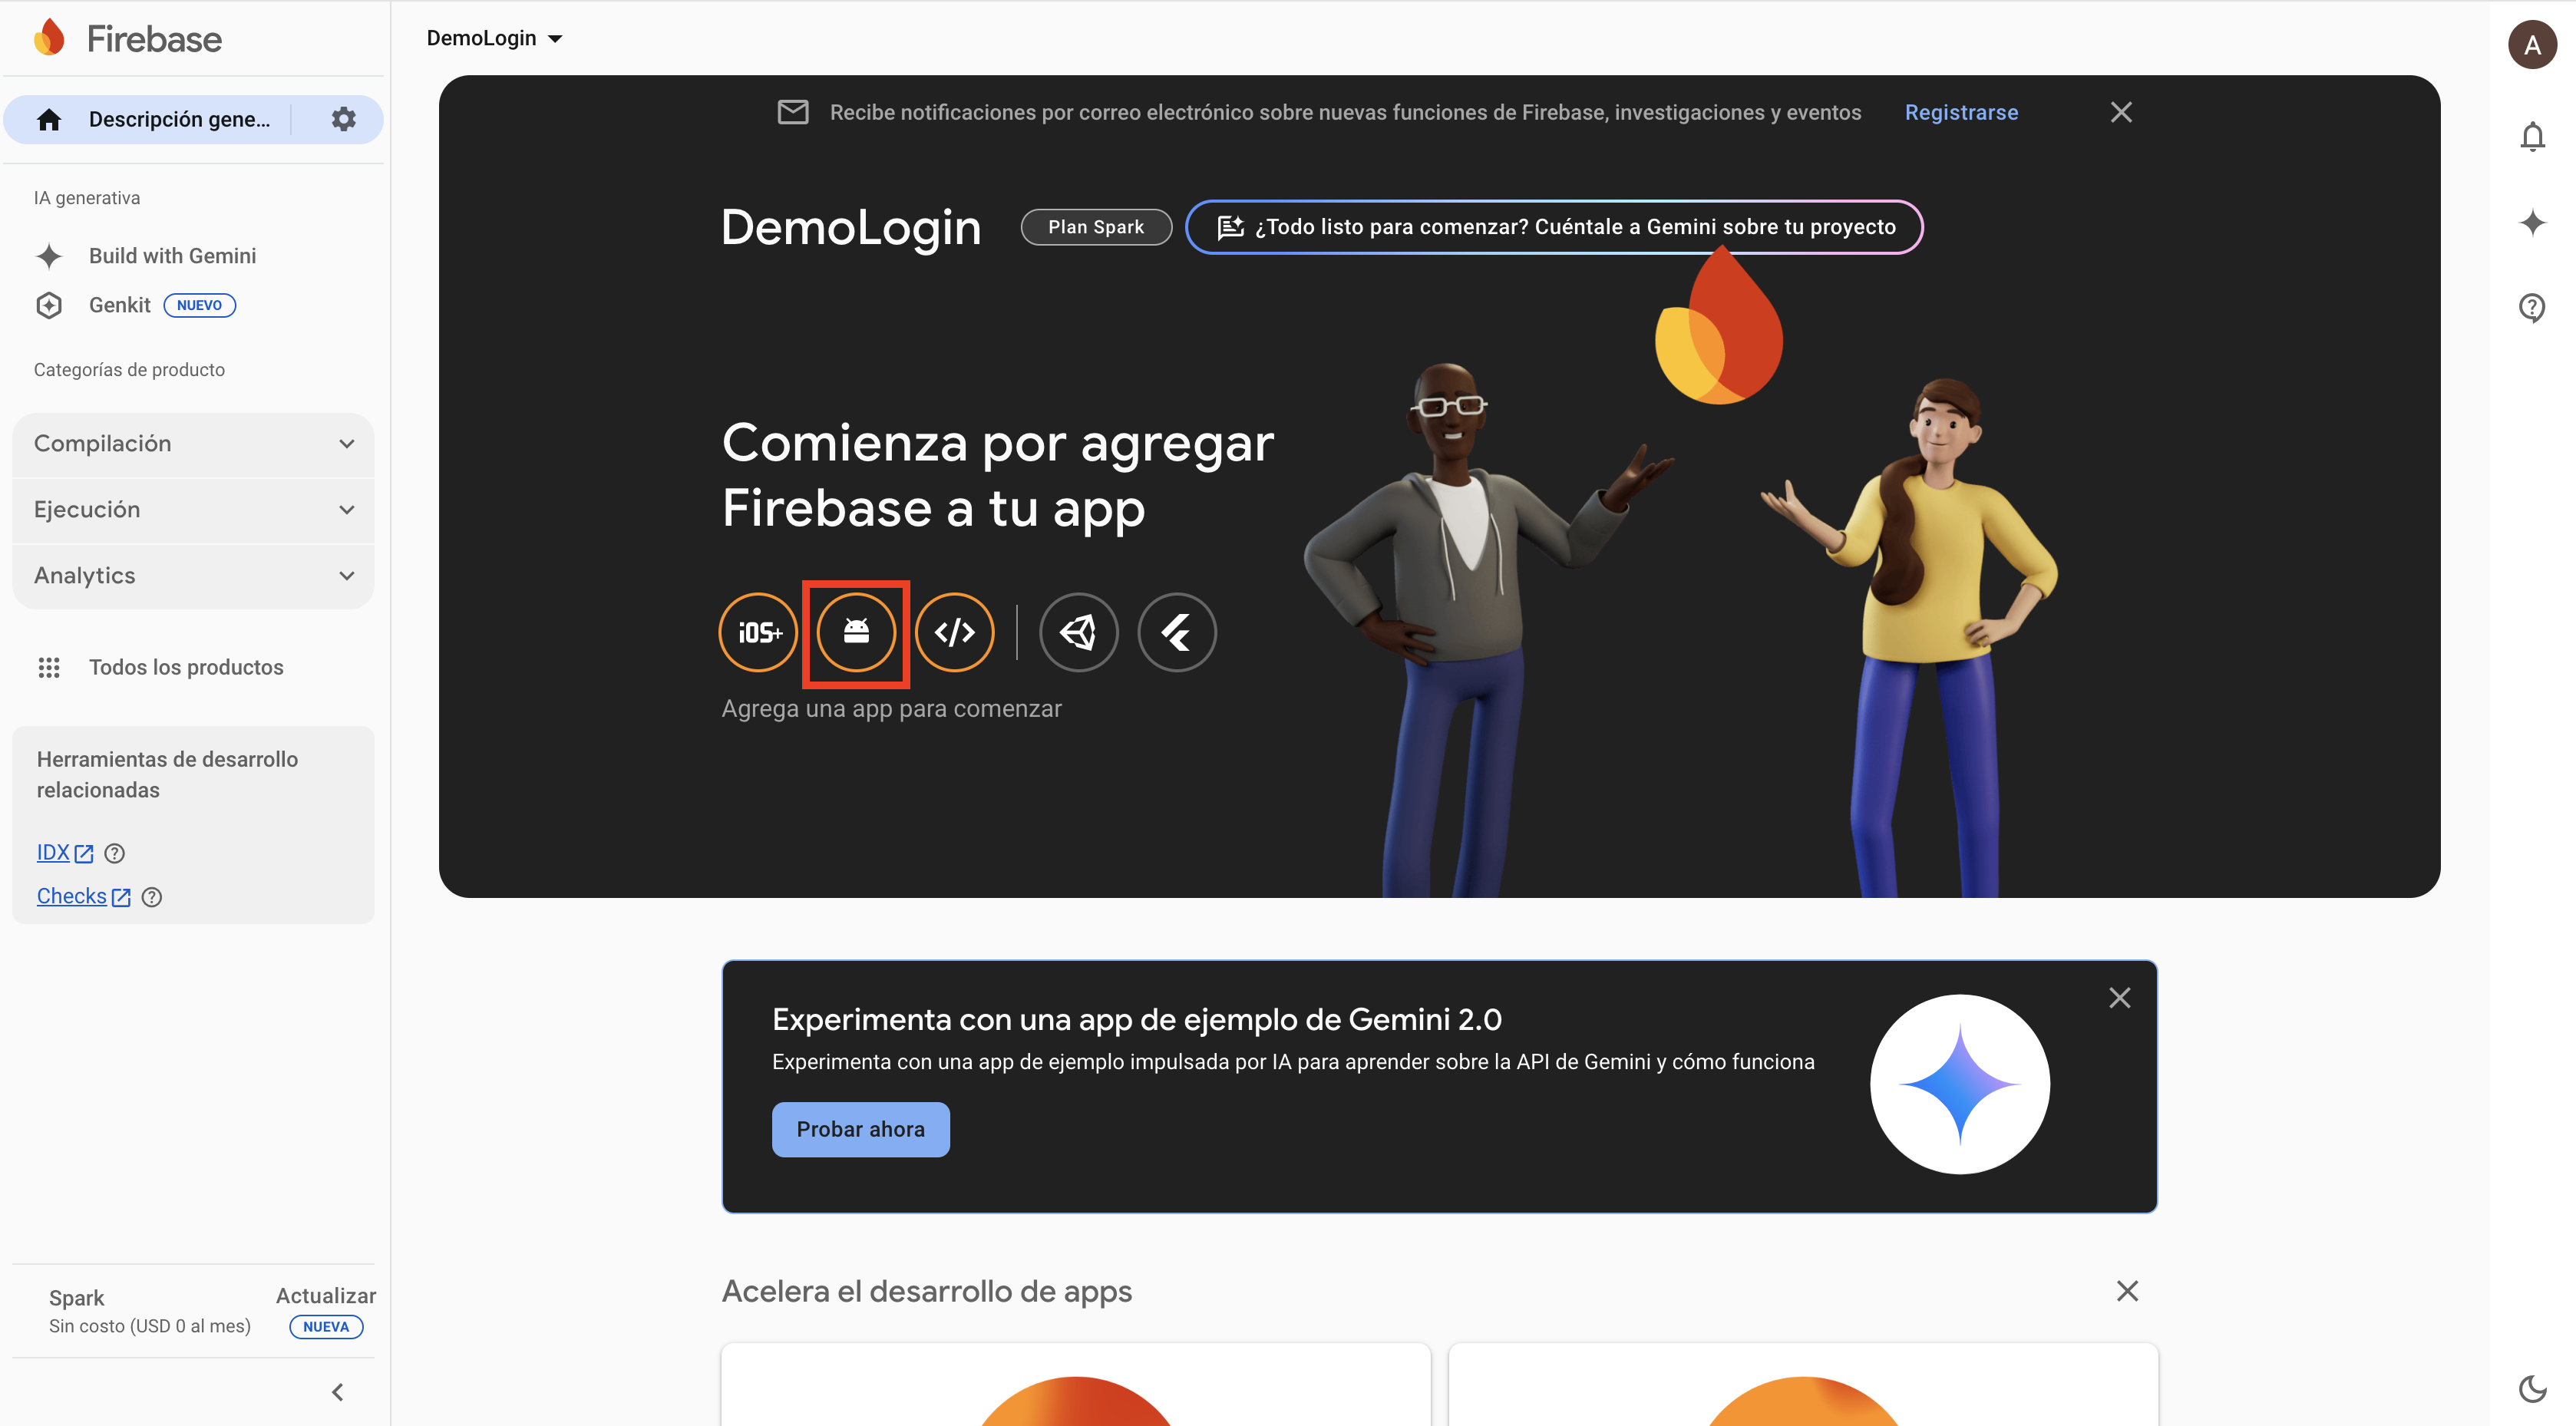 Firebase
DemoLogin
A
Descripción gene...
Recibe notificaciones por correo electrónico sobre nuevas funciones de Firebase, investigaciones y eventos
Registrarse
IA generativa
Build with Gemini
Genkit NUEVO
Categorías de producto
Compilación
Ejecución
Analytics
Todos los productos
Herramientas de desarrollo
relacionadas
IDX
Checks
Spark
Sin costo (USD 0 al mes)
Actualizar
NUEVA
DemoLogin
Plan Spark
¿Todo listo para comenzar? Cuéntale a Gemini sobre tu proyecto
Comienza por agregar
Firebase a tu app
iOS+
Agrega una app para comenzar
Experimenta con una app de ejemplo de Gemini 2.0
Experimenta con una app de ejemplo impulsada por IA para aprender sobre la API de Gemini y cómo funciona
Probar ahora
Acelera el desarrollo de apps